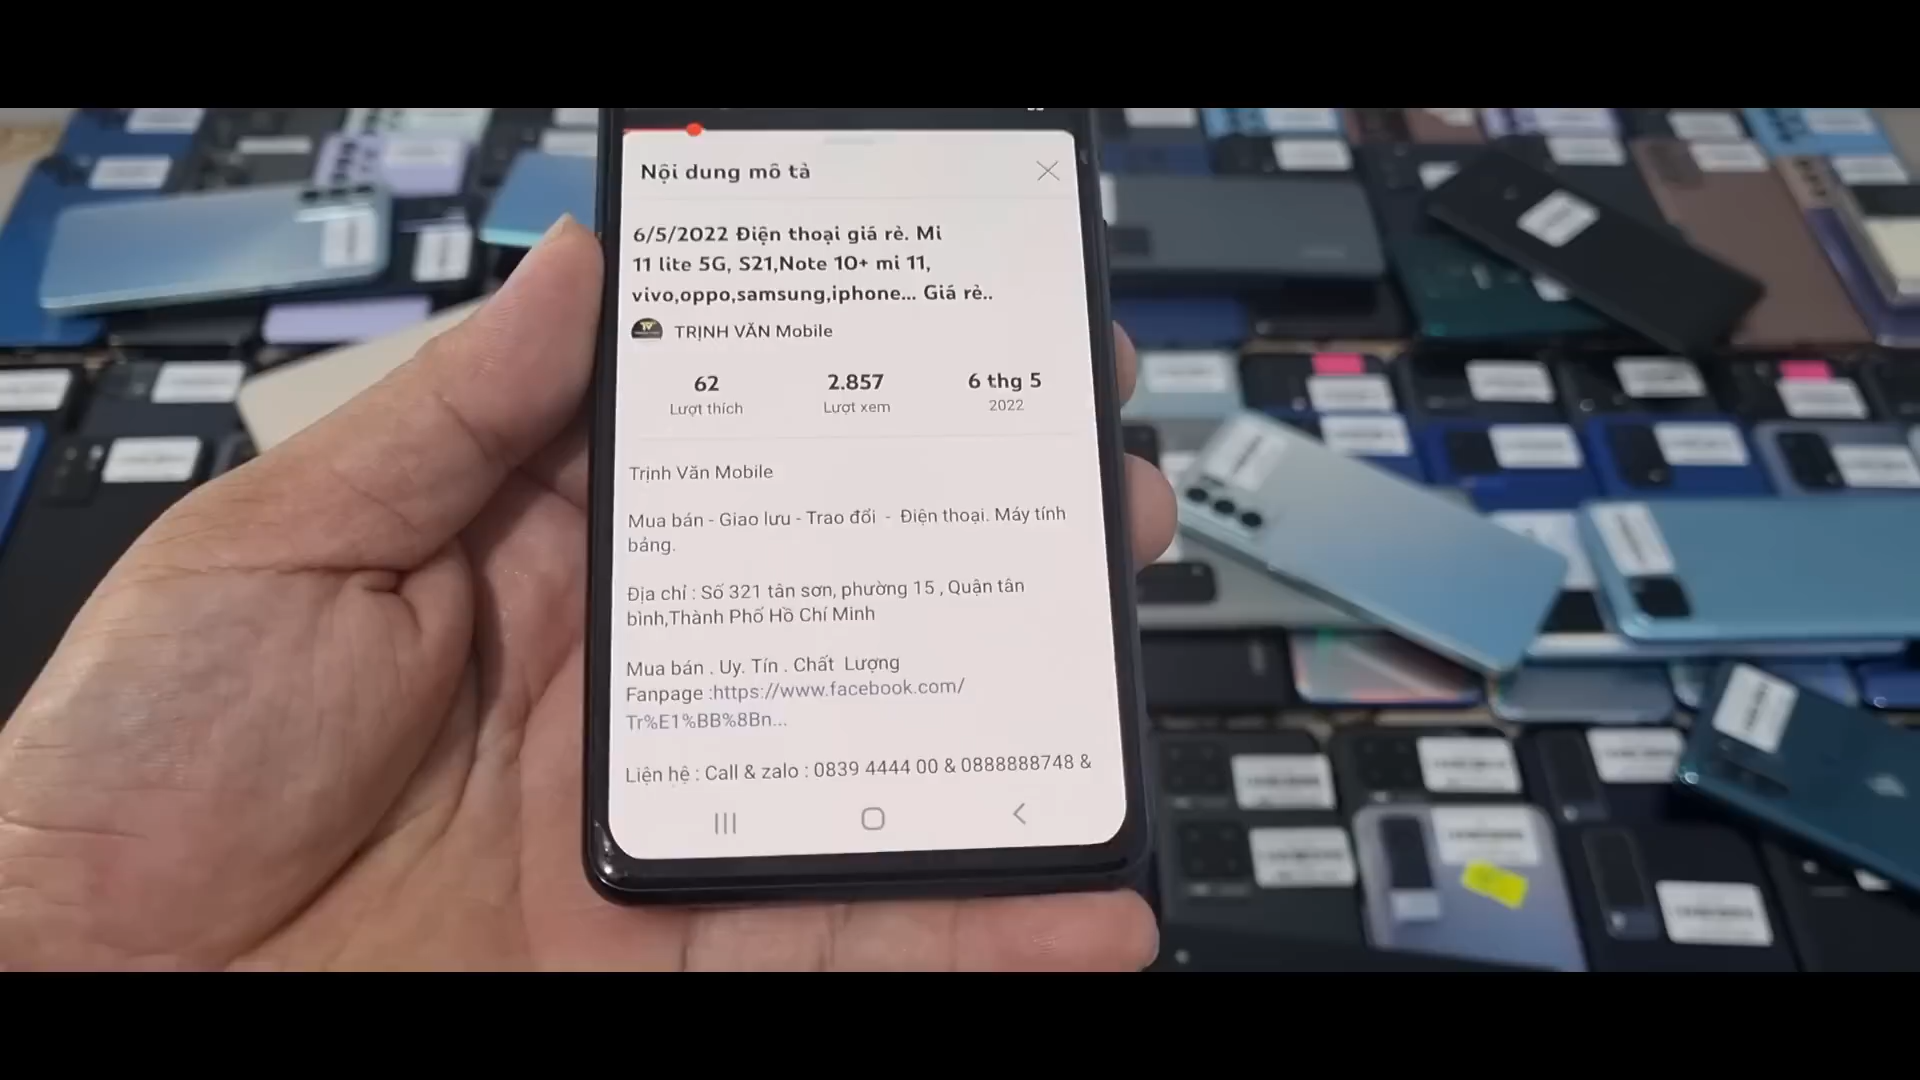 Nội dung mô tả
6/5/2022 Điện thoại giá rẻ. Mi
11 lite 5G, S21,Note 10+ mi 11,
vivo,oppo,samsung,iphone... Giá rẻ..
TRỊNH VĂN Mobile
62
2.857
6 thg 5
Lượt thích
Lượt xem
2022
Trịnh Văn Mobile
Mua bán - Giao lưu - Trao đổi - Điện thoại. Máy tính
bảng.
Địa chỉ : Số 321 tân sơn, phường 15 , Quận tân
bình,Thành Phố Hồ Chí Minh
Mua bán . Uy. Tín . Chất Lượng
Fanpage :https://www.facebook.com/
Tr%E1%BB%8Bn...
Liện hệ : Call & zalo : 0839 4444 00 & 0888888748 &